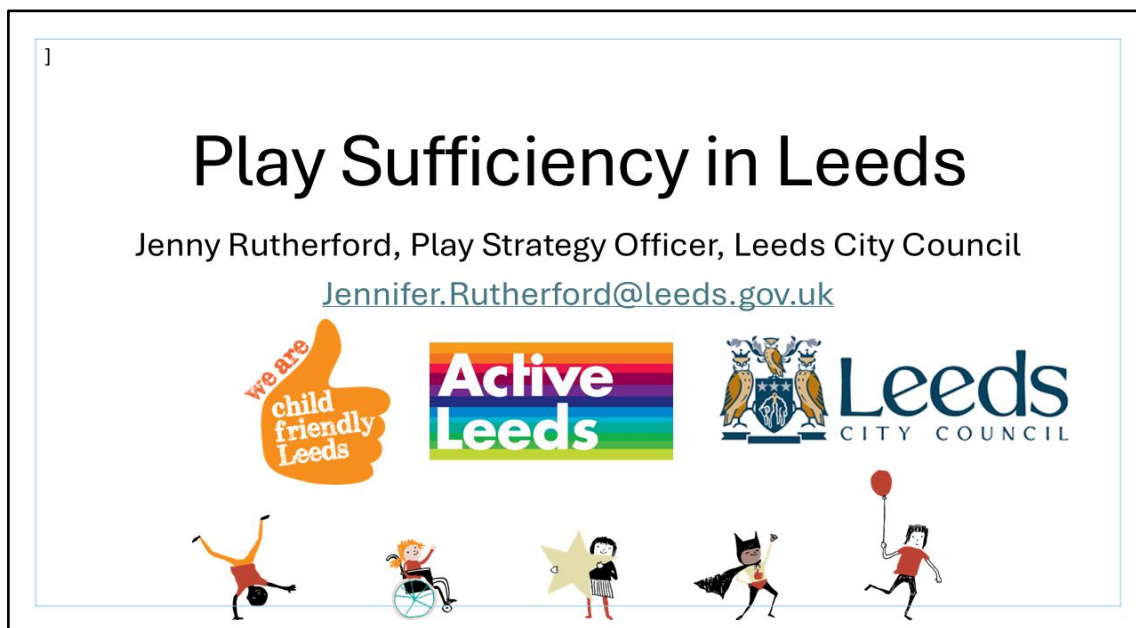 ]
Play Sufficiency in Leeds
Jenny Rutherford, Play Strategy Officer, Leeds City Council
Jennifer.Rutherford@leeds.gov.uk
we are
child
friendly
Leeds
Active
Leeds
Leeds
CITY COUNCIL